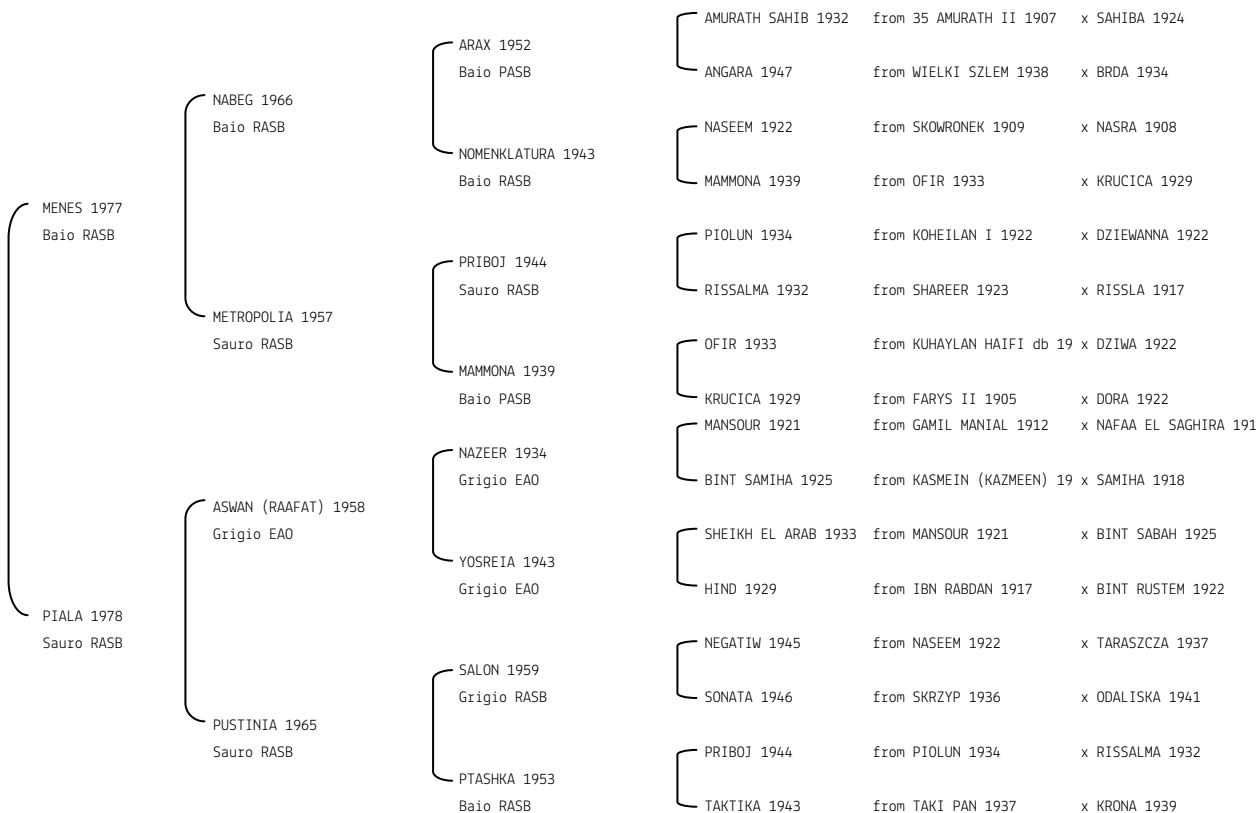 AMURATH SAHIB 1932 from 35 AMURATH II 1907 x SAHIBA 1924
ARAX 1952
Baio PASB
ANGARA 1947 from WIELKI SZLEM 1938 x BRDA 1934
NABEG 1966
Baio RASB
NASEEM 1922 from SKOWRONEK 1909 x NASRA 1908
NOMENKLATURA 1943
Baio RASB
MAMMONA 1939 from OFIR 1933 x KRUCICA 1929
MENES 1977
Baio RASB
PIOLUN 1934 from KOHEILAN I 1922 x DZIEWANNA 1922
PRIBOJ 1944
Sauro RASB
RISSALMA 1932 from SHAREER 1923 x RISSLA 1917
METROPOLIA 1957
Sauro RASB
OFIR 1933 from KUHAYLAN HAIFI db 19 x DZIWA 1922
MAMMONA 1939
Baio PASB
KRUCICA 1929 from FARYS II 1905 x DORA 1922
MANSOUR 1921 from GAMIL MANIAL 1912 x NAFAA EL SAGHIRA 191
NAZEER 1934
Grigio EAO
BINT SAMIHA 1925 from KASMEIN (KAZMEEN) 19 x SAMIHA 1918
ASWAN (RAAFAT) 1958
Grigio EAO
SHEIKH EL ARAB 1933 from MANSOUR 1921 x BINT SABAH 1925
YOSREIA 1943
Grigio EAO
HIND 1929 from IBN RABDAN 1917 x BINT RUSTEM 1922
PIALA 1978
Sauro RASB
NEGATIW 1945 from NASEEM 1922 x TARASZCZA 1937
SALON 1959
Grigio RASB
SONATA 1946 from SKRZYP 1936 x ODALISKA 1941
PUSTINIA 1965
Sauro RASB
PRIBOJ 1944 from PIOLUN 1934 x RISSALMA 1932
PTASHKA 1953
Baio RASB
TAKTIKA 1943 from TAKI PAN 1937 x KRONA 1939